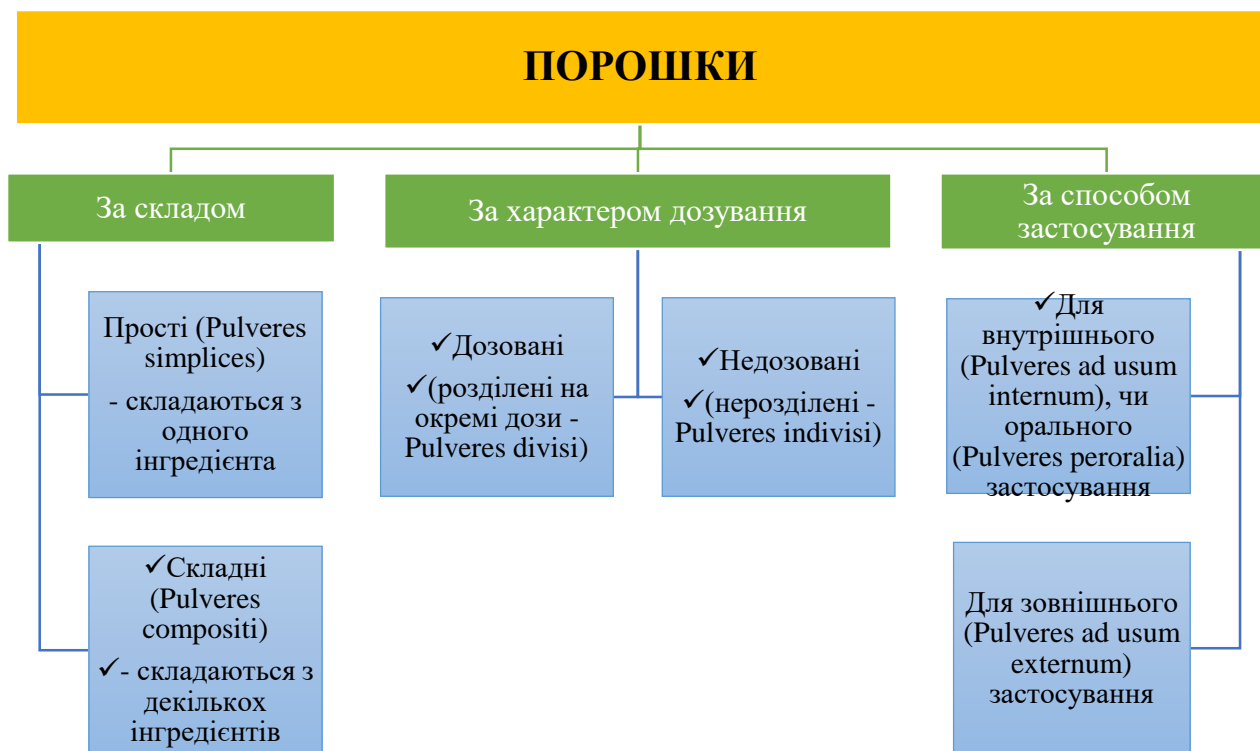 ПОРОШКИ
За складом
Прості (Pulveres
simplices)
- складаються з
одного
інгредієнта
✓Складні
(Pulveres
compositi)
✓- складаються з
декількох
інгредієнтів
За характером дозування
✓Дозовані
✓(розділені на
окремі дози -
Pulveres divisi)
✓Недозовані
✓(нерозділені -
Pulveres indivisi)
За способом
застосування
✓Для
внутрішнього
(Pulveres ad usum
internum), чи
орального
(Pulveres peroralia)
застосування
Для зовнішнього
(Pulveres ad usum
externum)
застосування